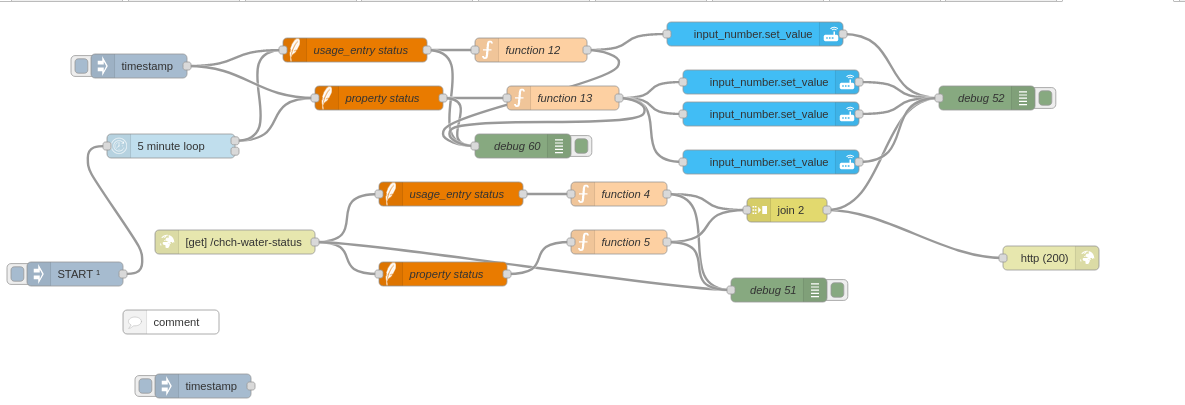 usage_entry status
function 12
input_number.set_value
timestamp
property status
function 13
input_number.set_value
input_number.set_value
debug 52
5 minute loop
debug 60
input_number.set_value
usage_entry status
function 4
join 2
[get] /chch-water-status
function 5
http (200)
START ¹
property status
debug 51
comment
timestamp